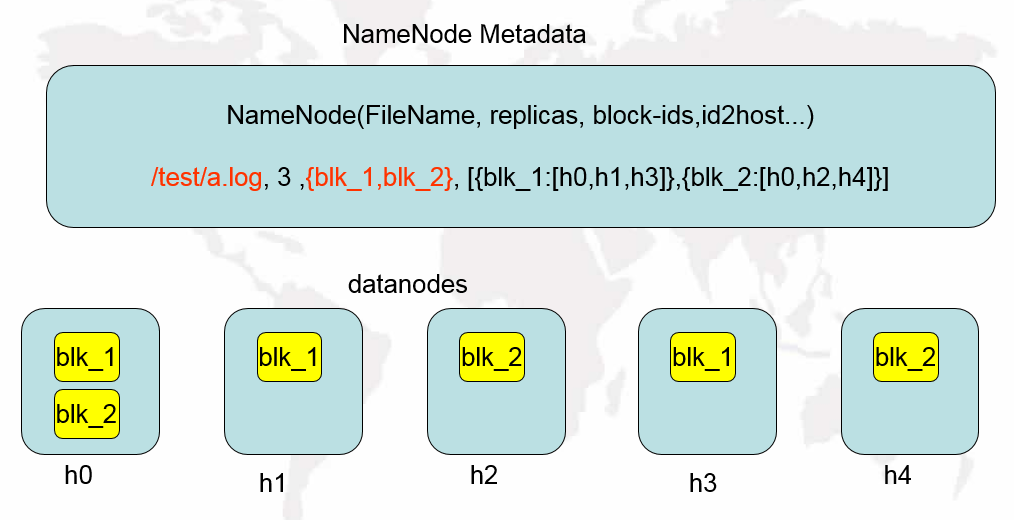 NameNode Metadata
NameNode(FileName, replicas, block-ids,id2host...)
/test/a.log, 3 ,{blk_1,blk_2}, [{blk_1:[h0,h1,h3]},{blk_2:[h0,h2,h4]}]
datanodes
blk_1 blk_1 blk_2 blk_1 blk_2
blk_2
h0 h1 h2 h3 h4